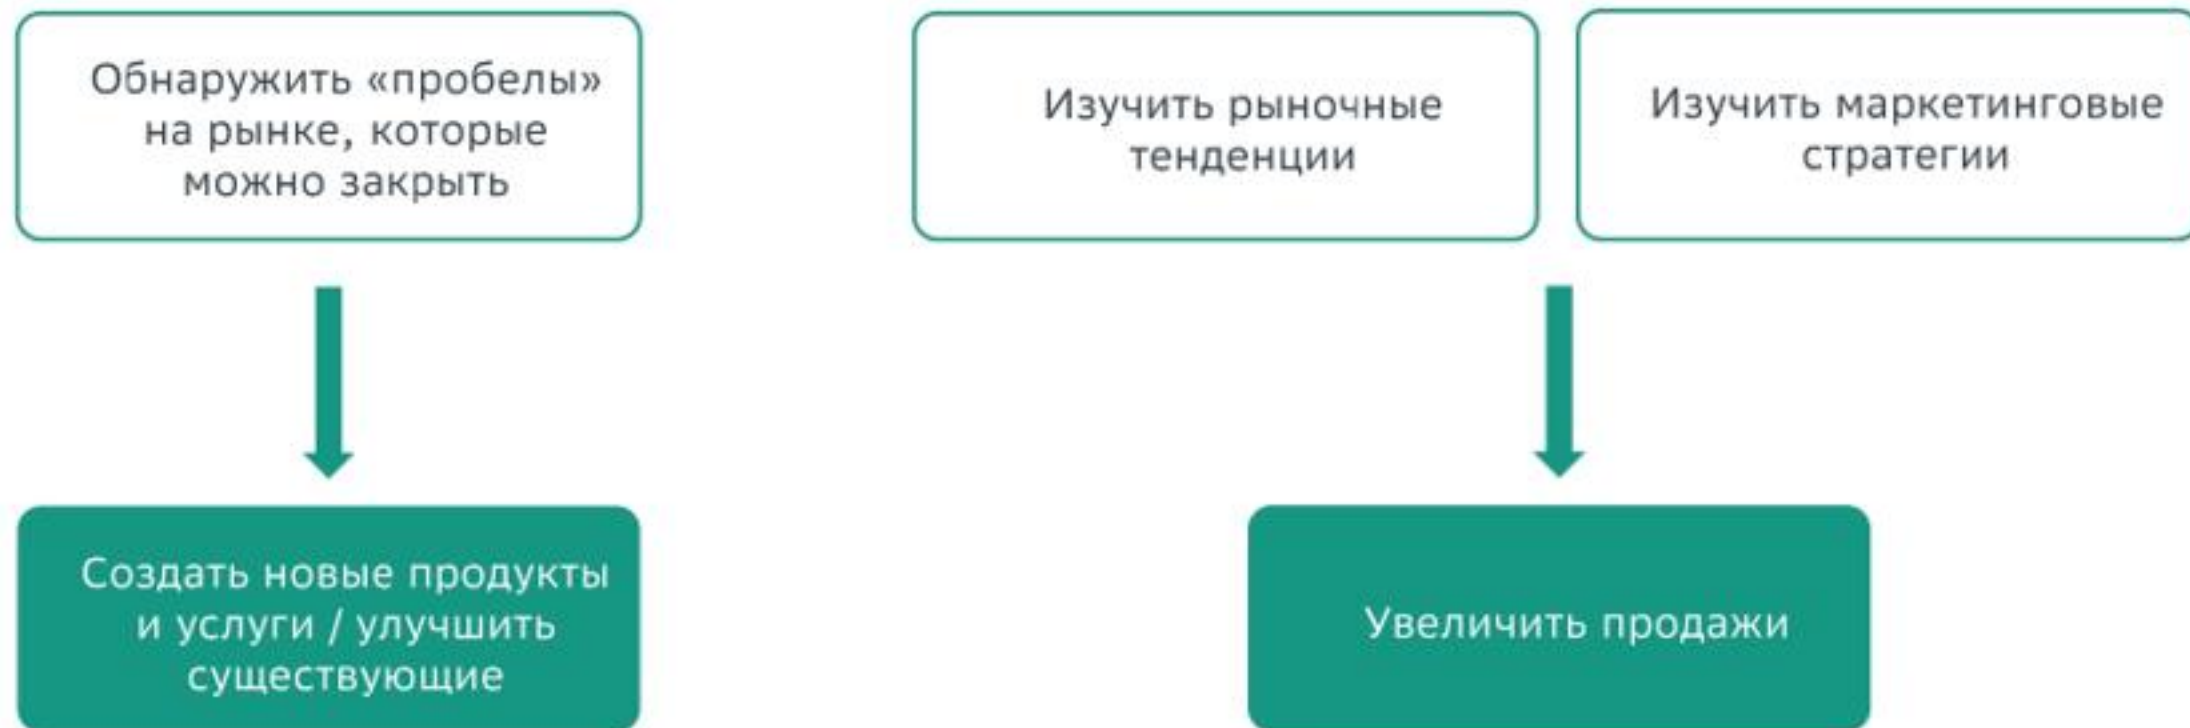 Обнаружить «пробелы»
на рынке, которые
можно закрыть
Изучить рыночные
тенденции
Изучить маркетинговые
стратегии
Создать новые продукты
и услуги / улучшить
существующие
Увеличить продажи